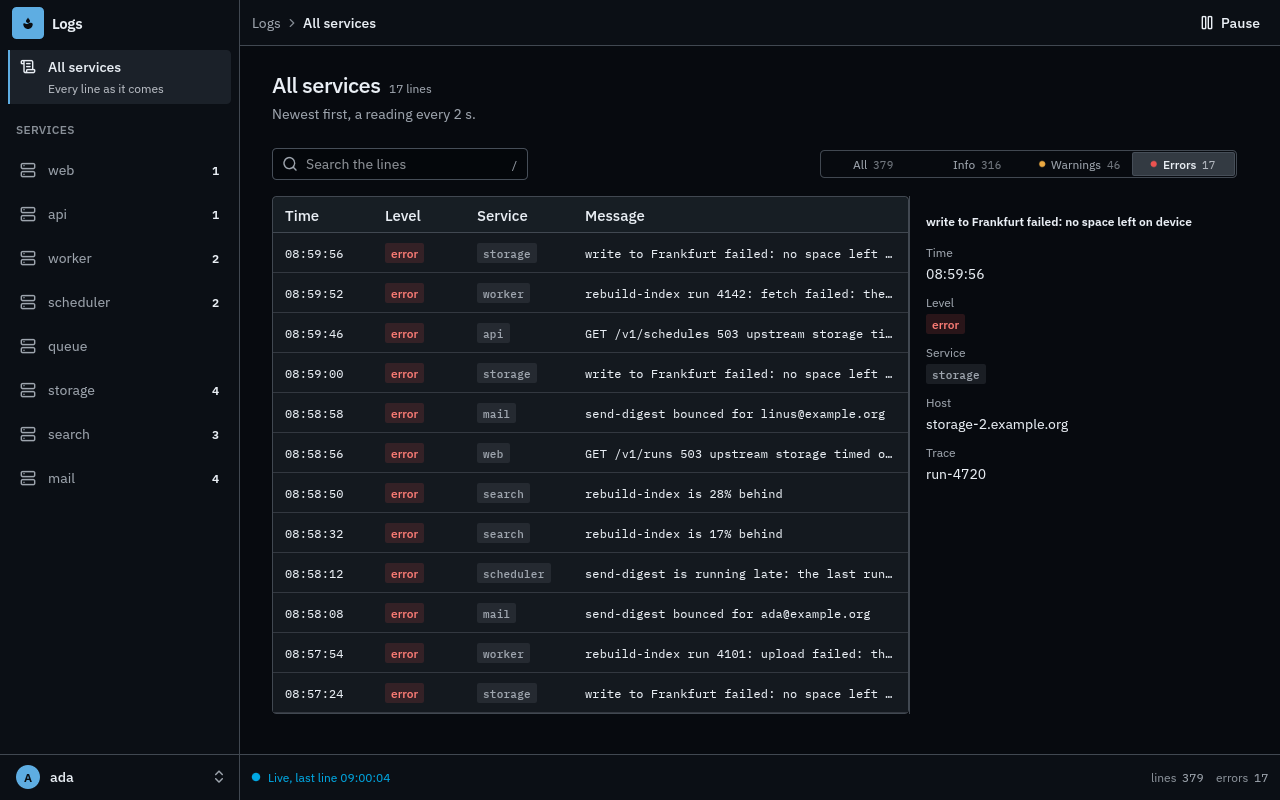 Logs
All services
Every line as it comes
SERVICES
web 1
api 1
worker 2
scheduler 2
queue
storage 4
search 3
mail 4
A ada
Logs > All services
Pause
All services 17 lines
Newest first, a reading every 2 s.
Search the lines /
All 379 Info 316 Warnings 46 Errors 17
Time Level Service Message
08:59:56 error storage write to Frankfurt failed: no space left …
08:59:52 error worker rebuild-index run 4142: fetch failed: the…
08:59:46 error api GET /v1/schedules 503 upstream storage ti…
08:59:00 error storage write to Frankfurt failed: no space left …
08:58:58 error mail send-digest bounced for linus@example.org
08:58:56 error web GET /v1/runs 503 upstream storage timed o…
08:58:50 error search rebuild-index is 28% behind
08:58:32 error search rebuild-index is 17% behind
08:58:12 error scheduler send-digest is running late: the last run…
08:58:08 error mail send-digest bounced for ada@example.org
08:57:54 error worker rebuild-index run 4101: upload failed: th…
08:57:24 error storage write to Frankfurt failed: no space left …
write to Frankfurt failed: no space left on device
Time
08:59:56
Level
error
Service
storage
Host
storage-2.example.org
Trace
run-4720
Live, last line 09:00:04
lines 379 errors 17